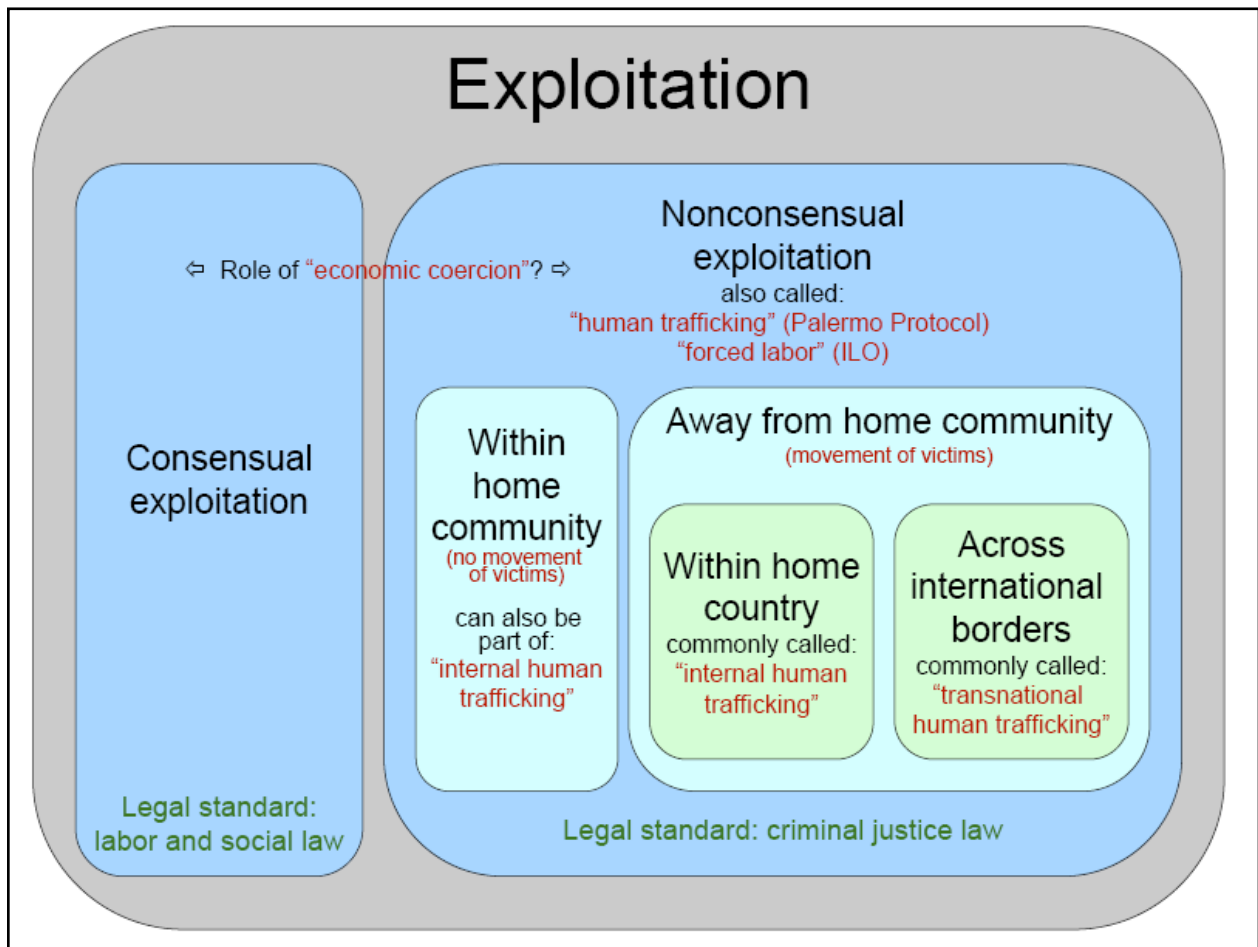 Exploitation
⇦ Role of “economic coercion”? ⇨
Consensual
exploitation
Legal standard:
labor and social law
Nonconsensual
exploitation
also called:
“human trafficking” (Palermo Protocol)
“forced labor” (ILO)
Within
home
community
(no movement
of victims)
can also be
part of:
“internal human
trafficking”
Away from home community
(movement of victims)
Within home
country
commonly called:
“internal human
trafficking”
Across
international
borders
commonly called:
“transnational
human trafficking”
Legal standard: criminal justice law